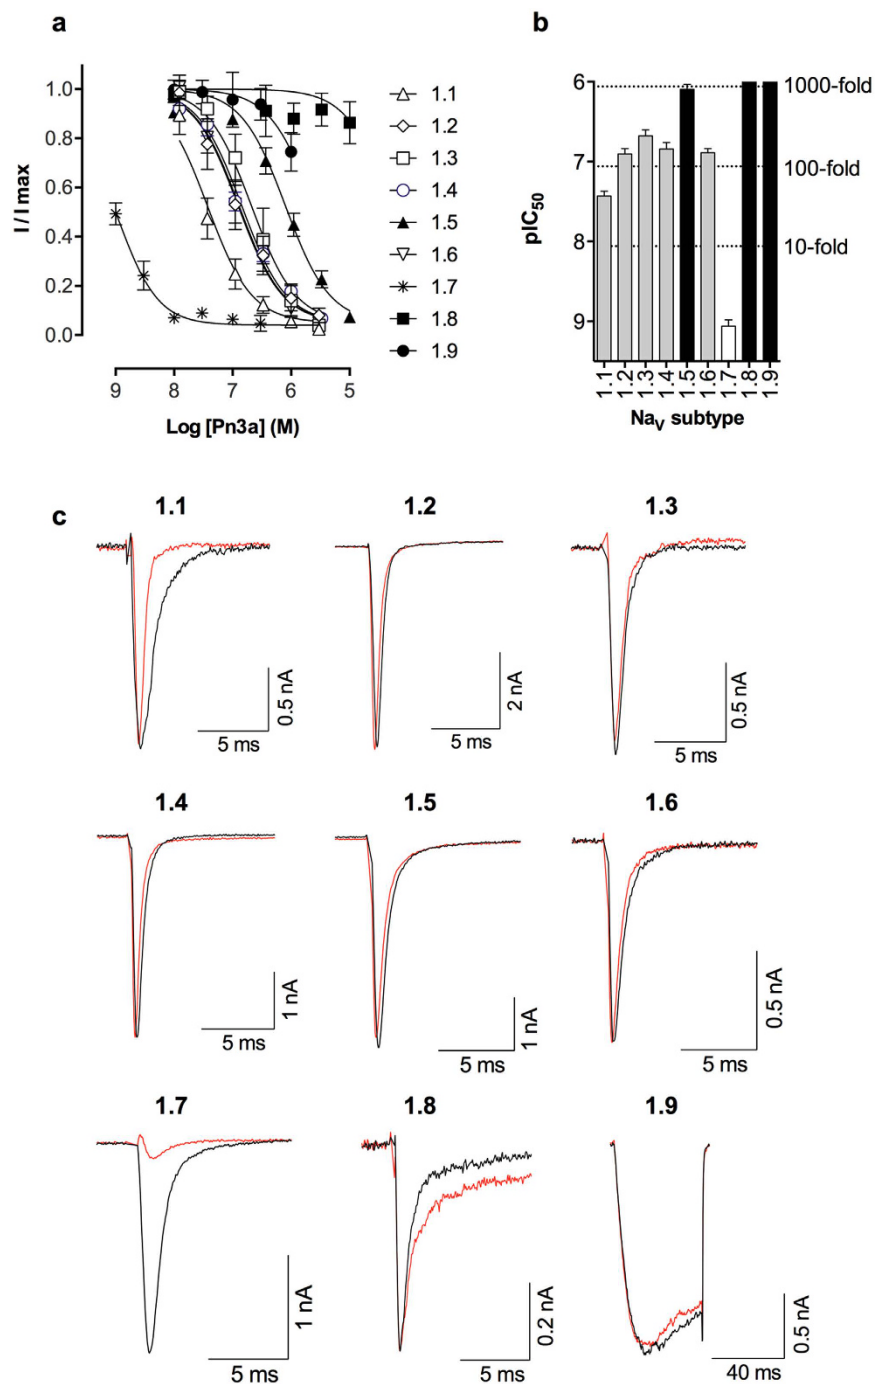 a
1.0
0.8
0.6
0.4
0.2
0.0
I / I max
9 8 7 6 5
Log [Pn3a] (M)
1.1
1.2
1.3
1.4
1.5
1.6
1.7
1.8
1.9
b
6
7
8
9
pIC50
1000-fold
100-fold
10-fold
1.1 1.2 1.3 1.4 1.5 1.6 1.7 1.8 1.9
NaV subtype
c
1.1
0.5 nA
5 ms
1.2
2 nA
5 ms
1.3
0.5 nA
5 ms
1.4
1 nA
5 ms
1.5
1 nA
5 ms
1.6
0.5 nA
5 ms
1.7
1 nA
5 ms
1.8
0.2 nA
5 ms
1.9
0.5 nA
40 ms